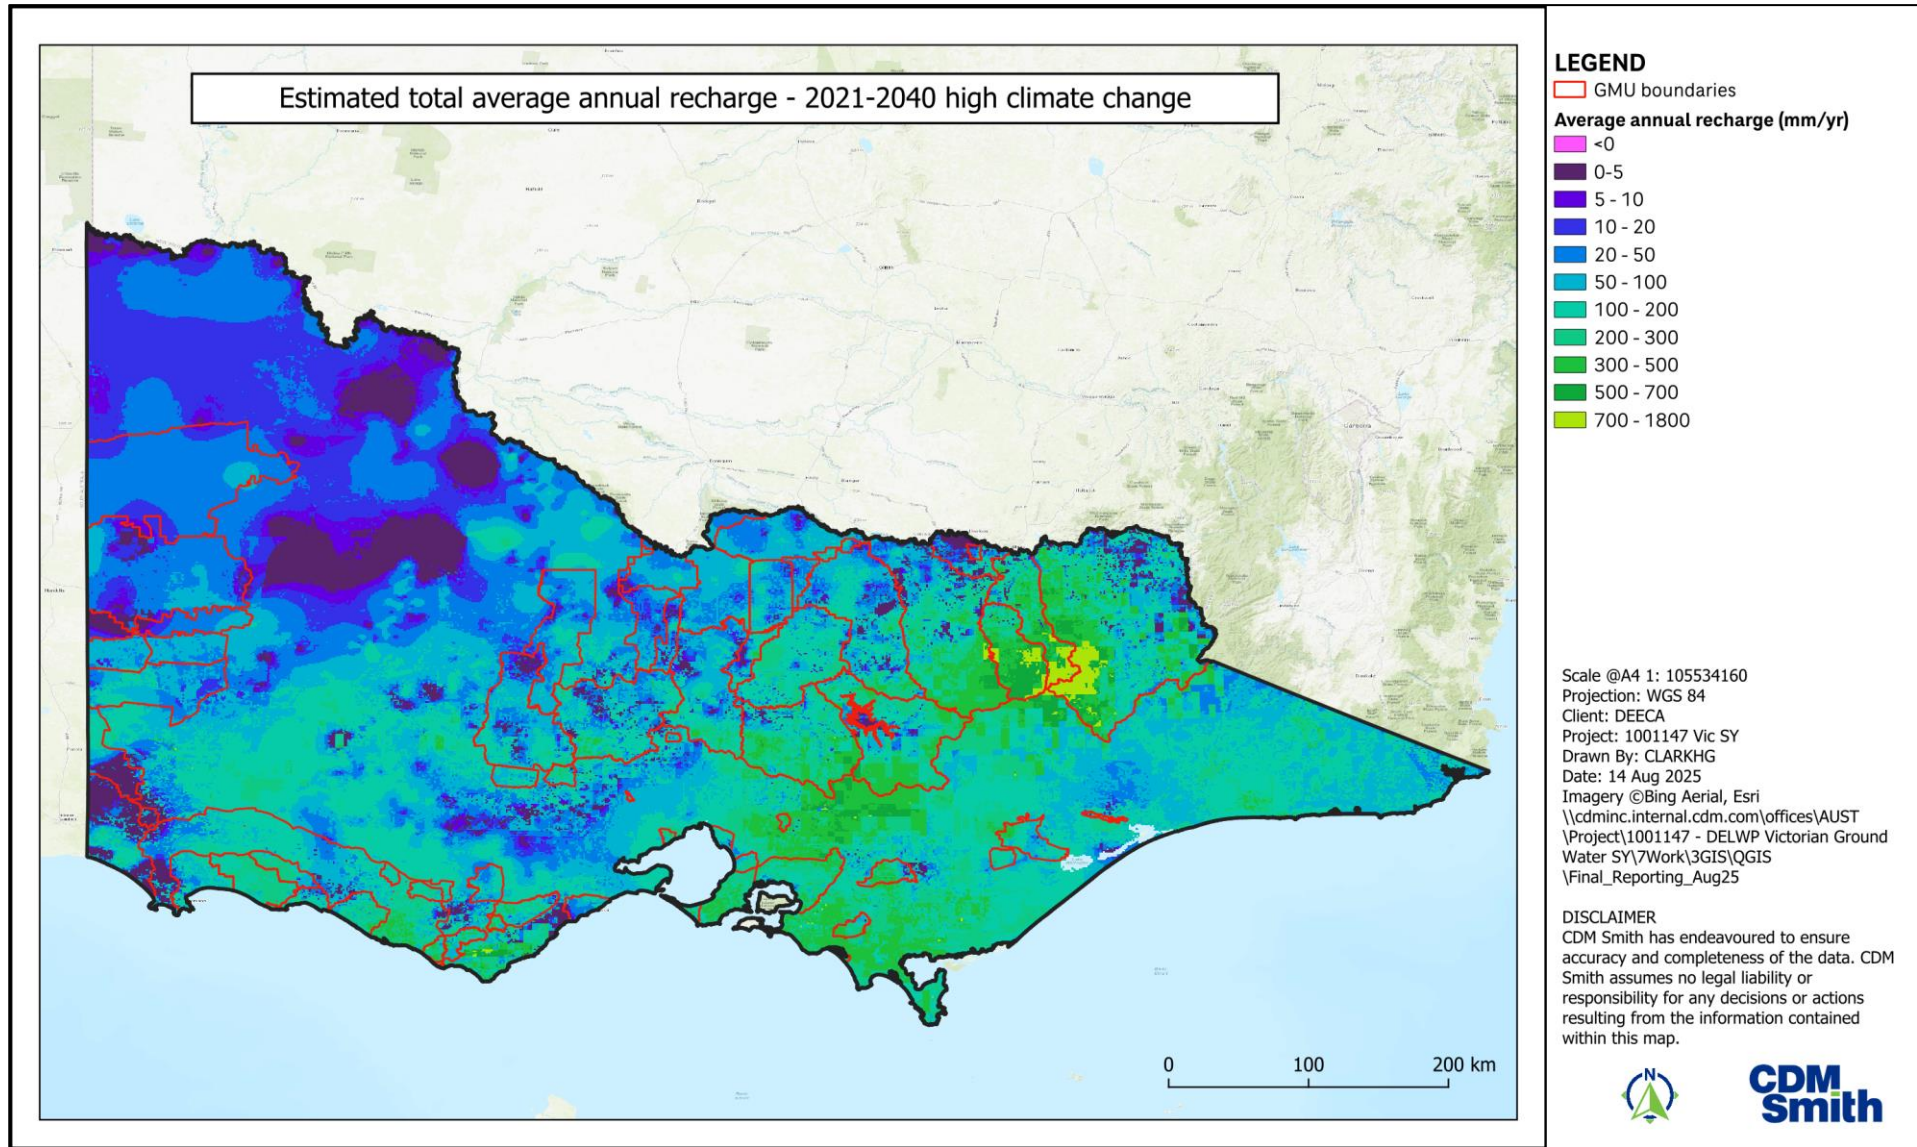 Estimated total average annual recharge - 2021-2040 high climate change
LEGEND
GMU boundaries
Average annual recharge (mm/yr)
<0
0-5
5 - 10
10 - 20
20 - 50
50 - 100
100 - 200
200 - 300
300 - 500
500 - 700
700 - 1800
Scale @A4 1: 105534160
Projection: WGS 84
Client: DEECA
Project: 1001147 Vic SY
Drawn By: CLARKHG
Date: 14 Aug 2025
Imagery ©Bing Aerial, Esri
\\cdminc.internal.cdm.com\offices\AUST
\Project\1001147 - DELWP Victorian Ground
Water SY\7Work\3GIS\QGIS
\Final_Reporting_Aug25
DISCLAIMER
CDM Smith has endeavoured to ensure
accuracy and completeness of the data. CDM
Smith assumes no legal liability or
responsibility for any decisions or actions
resulting from the information contained
within this map.
0 100 200 km
N
CDM
Smith